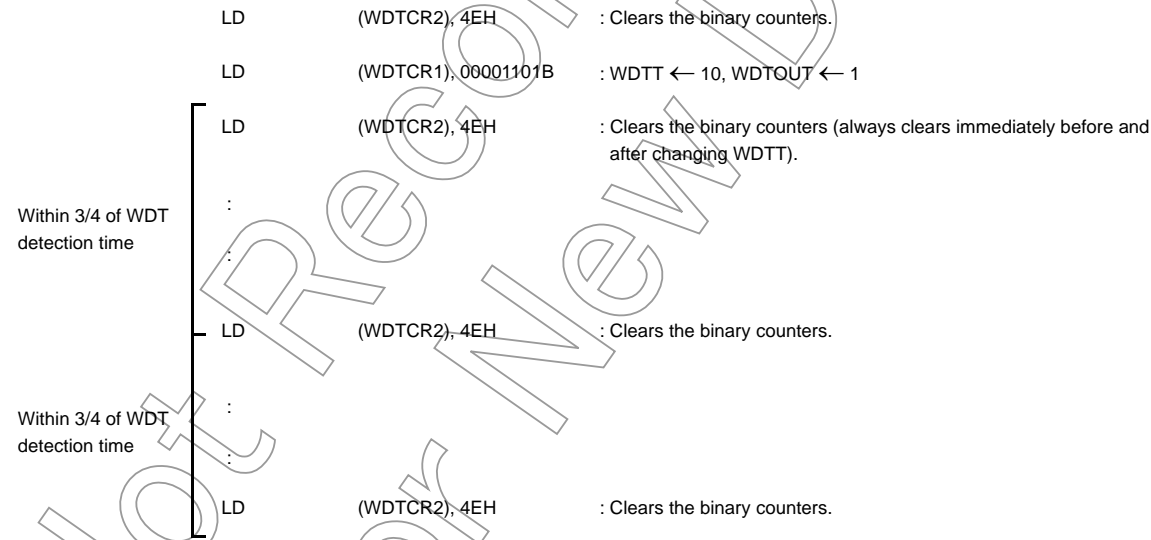 LD (WDTCR2), 4EH : Clears the binary counters.
LD (WDTCR1), 00001101B : WDTT ← 10, WDTOUT ← 1
LD (WDTCR2), 4EH : Clears the binary counters (always clears immediately before and
after changing WDTT).
:
Within 3/4 of WDT
detection time
:
LD (WDTCR2), 4EH : Clears the binary counters.
:
Within 3/4 of WDT
detection time
:
LD (WDTCR2), 4EH : Clears the binary counters.